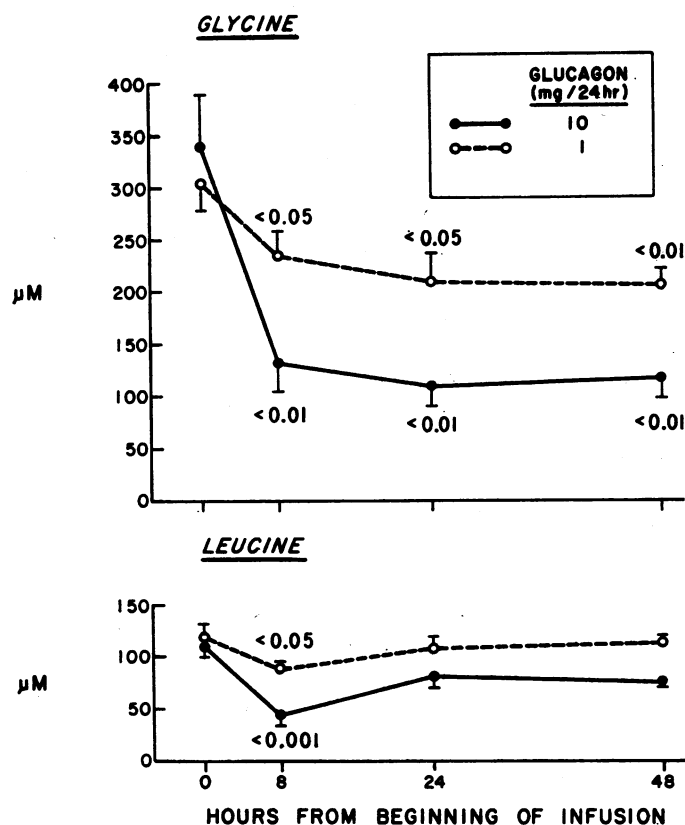 GLYCINE
GLUCAGON
(mg/24hr)
10
1
400
350
300
250
200
150
100
50
0
μM
<0.05
<0.05
<0.01
<0.01
<0.01
<0.01
LEUCINE
150
100
50
0
μM
<0.05
<0.001
0 8 24 48
HOURS FROM BEGINNING OF INFUSION